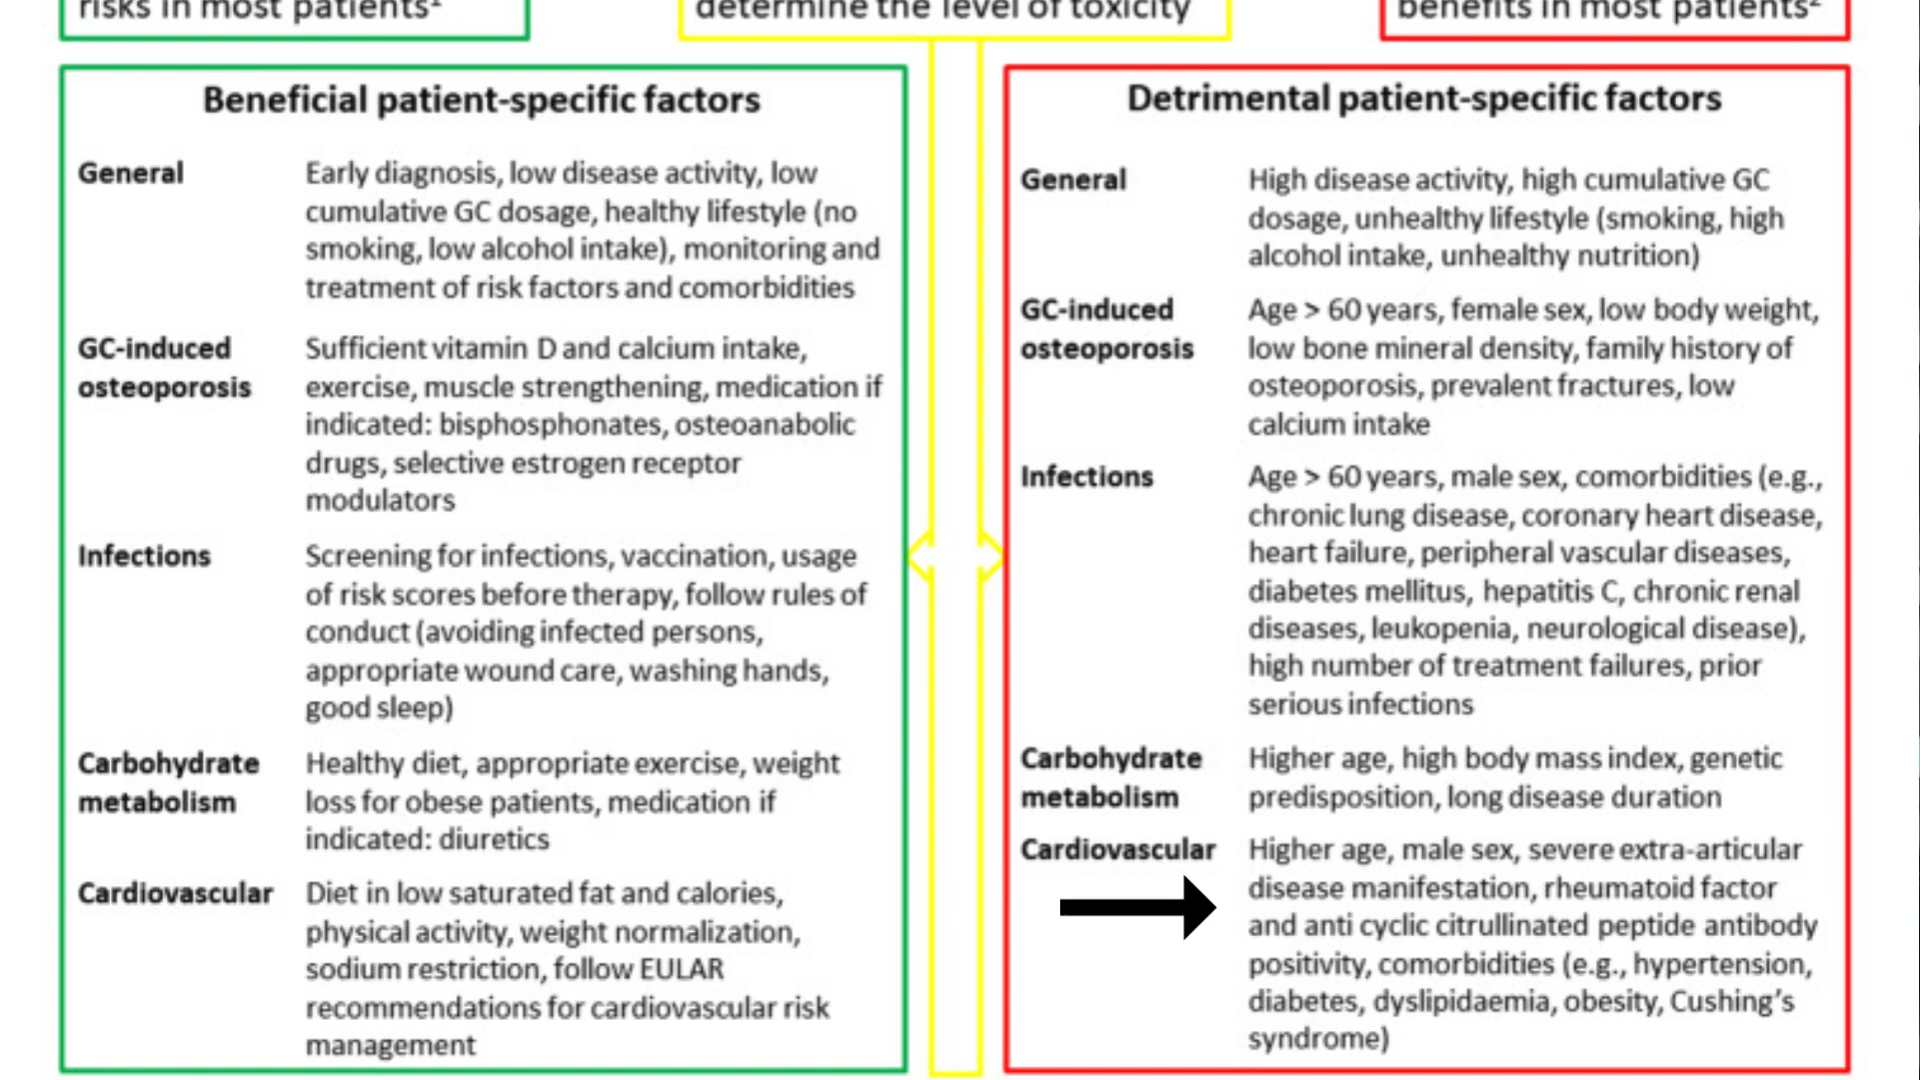 risks in most patients¹
determine the level of toxicity
benefits in most patients²
Beneficial patient-specific factors
General
Early diagnosis, low disease activity, low
cumulative GC dosage, healthy lifestyle (no
smoking, low alcohol intake), monitoring and
treatment of risk factors and comorbidities
GC-induced
osteoporosis
Sufficient vitamin D and calcium intake,
exercise, muscle strengthening, medication if
indicated: bisphosphonates, osteoanabolic
drugs, selective estrogen receptor
modulators
Infections
Screening for infections, vaccination, usage
of risk scores before therapy, follow rules of
conduct (avoiding infected persons,
appropriate wound care, washing hands,
good sleep)
Carbohydrate
metabolism
Healthy diet, appropriate exercise, weight
loss for obese patients, medication if
indicated: diuretics
Cardiovascular
Diet in low saturated fat and calories,
physical activity, weight normalization,
sodium restriction, follow EULAR
recommendations for cardiovascular risk
management
Detrimental patient-specific factors
General
High disease activity, high cumulative GC
dosage, unhealthy lifestyle (smoking, high
alcohol intake, unhealthy nutrition)
GC-induced
osteoporosis
Age > 60 years, female sex, low body weight,
low bone mineral density, family history of
osteoporosis, prevalent fractures, low
calcium intake
Infections
Age > 60 years, male sex, comorbidities (e.g.,
chronic lung disease, coronary heart disease,
heart failure, peripheral vascular diseases,
diabetes mellitus, hepatitis C, chronic renal
diseases, leukopenia, neurological disease),
high number of treatment failures, prior
serious infections
Carbohydrate
metabolism
Higher age, high body mass index, genetic
predisposition, long disease duration
Cardiovascular
Higher age, male sex, severe extra-articular
disease manifestation, rheumatoid factor
and anti cyclic citrullinated peptide antibody
positivity, comorbidities (e.g., hypertension,
diabetes, dyslipidaemia, obesity, Cushing's
syndrome)